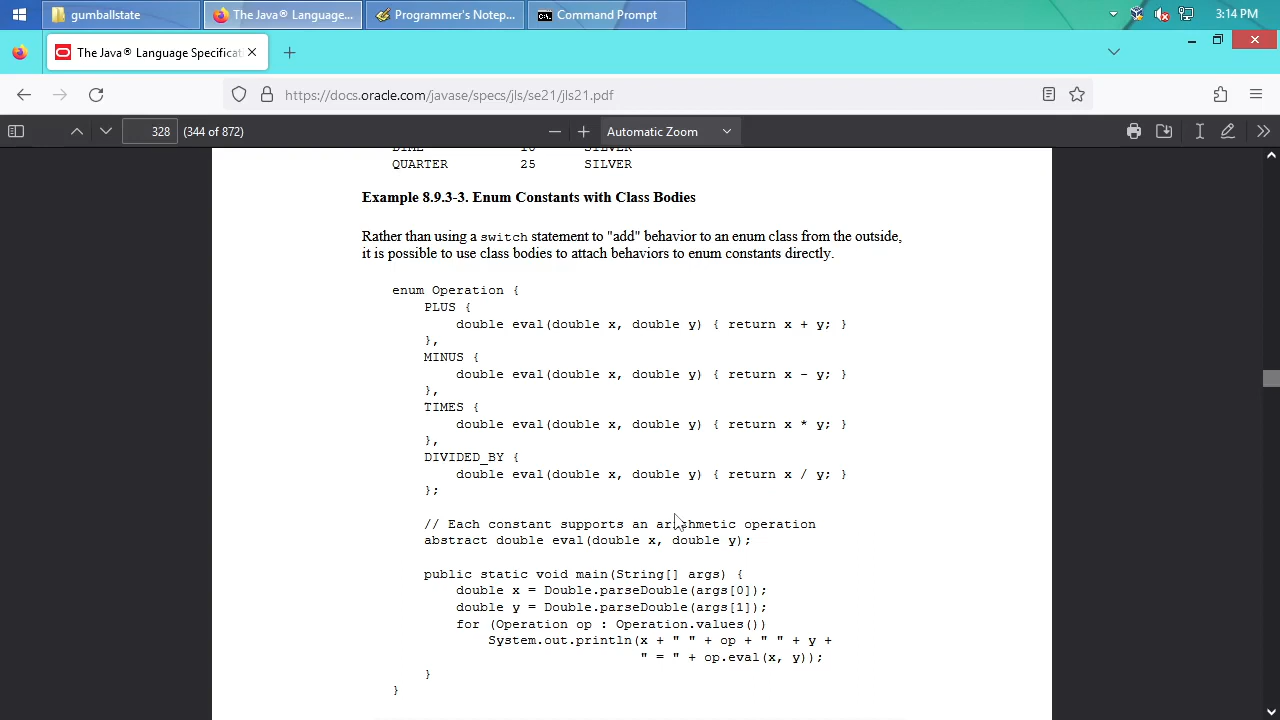 gumballstate
The Java® Language...
Programmer's Notep...
Command Prompt
3:14 PM
The Java® Language Specificat
https://docs.oracle.com/javase/specs/jls/se21/jls21.pdf
328
(344 of 872)
Automatic Zoom
DIME 10 SILVER
QUARTER 25 SILVER
Example 8.9.3-3. Enum Constants with Class Bodies
Rather than using a switch statement to "add" behavior to an enum class from the outside,
it is possible to use class bodies to attach behaviors to enum constants directly.
enum Operation {
PLUS {
double eval(double x, double y) { return x + y; }
},
MINUS {
double eval(double x, double y) { return x - y; }
},
TIMES {
double eval(double x, double y) { return x * y; }
},
DIVIDED_BY {
double eval(double x, double y) { return x / y; }
};
// Each constant supports an arithmetic operation
abstract double eval(double x, double y);
public static void main(String[] args) {
double x = Double.parseDouble(args[0]);
double y = Double.parseDouble(args[1]);
for (Operation op : Operation.values())
System.out.println(x + " " + op + " " + y +
" = " + op.eval(x, y));
}
}